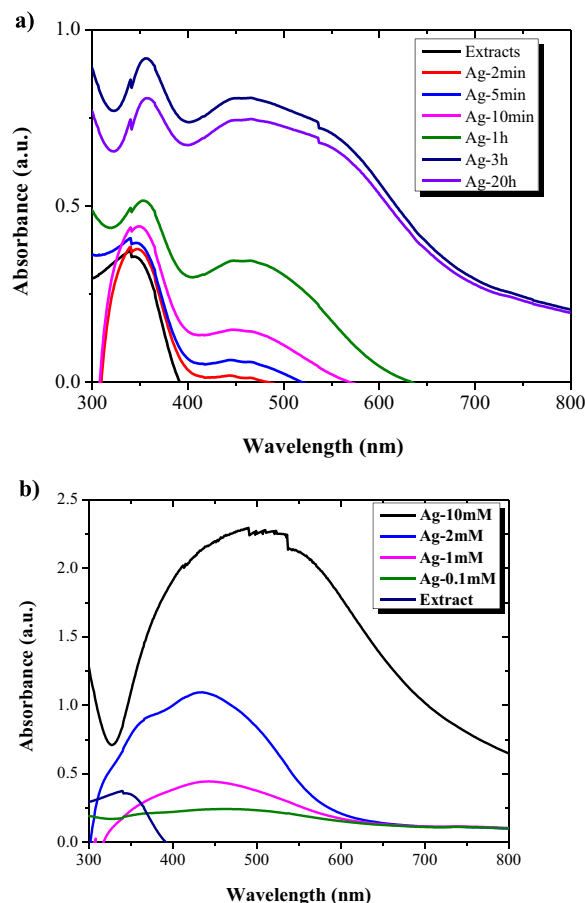 a)
1.0
0.5
0.0
Absorbance (a.u.)
Extracts
Ag-2min
Ag-5min
Ag-10min
Ag-1h
Ag-3h
Ag-20h
300 400 500 600 700 800
Wavelength (nm)
b)
2.5
2.0
1.5
1.0
0.5
0.0
Absorbance (a.u.)
Ag-10mM
Ag-2mM
Ag-1mM
Ag-0.1mM
Extract
300 400 500 600 700 800
Wavelength (nm)